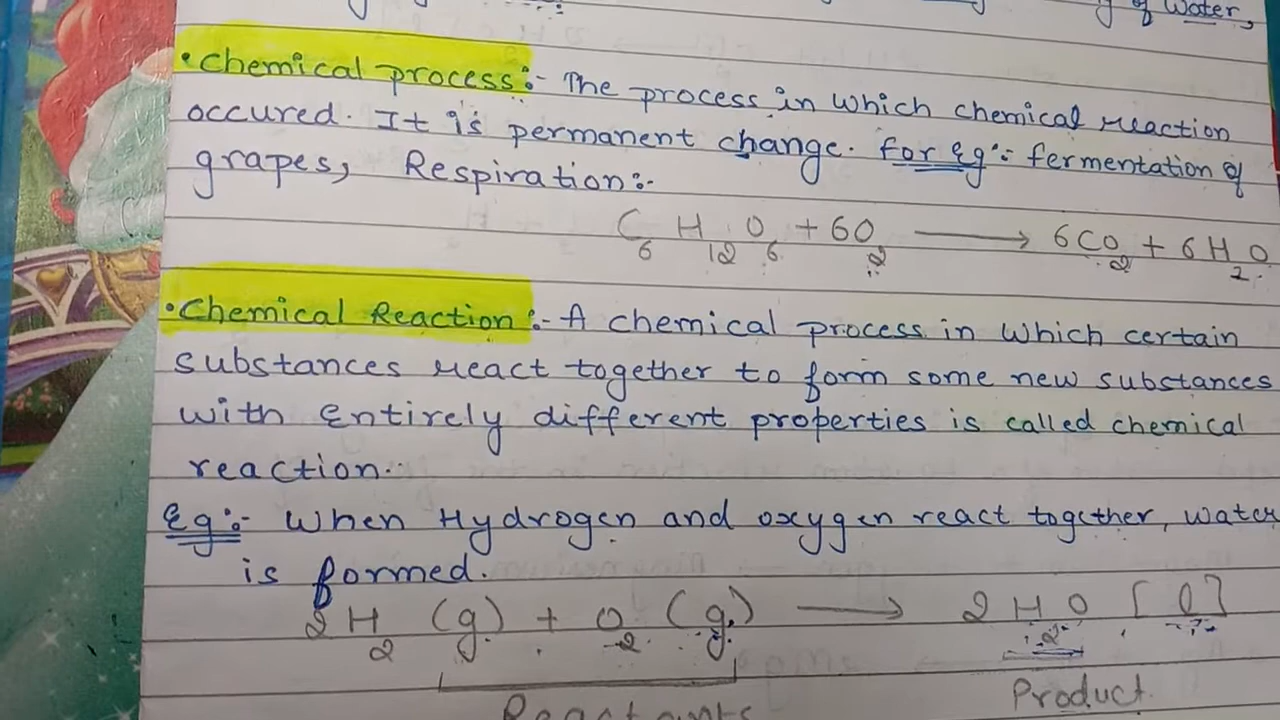 of Water,
• Chemical process:- The process in which chemical reaction
occured. It is permanent change. For Eg:- fermentation of
grapes, Respiration:-
C6H12O6 + 6O2 ⟶ 6CO2 + 6H2O
• Chemical Reaction:- A chemical process in which certain
substances react together to form some new substances
with entirely different properties is called chemical
reaction.
Eg:- When Hydrogen and oxygen react together, water
is formed.
2H2 (g) + O2 (g) ⟶ 2H2O [l]
Reactants Product